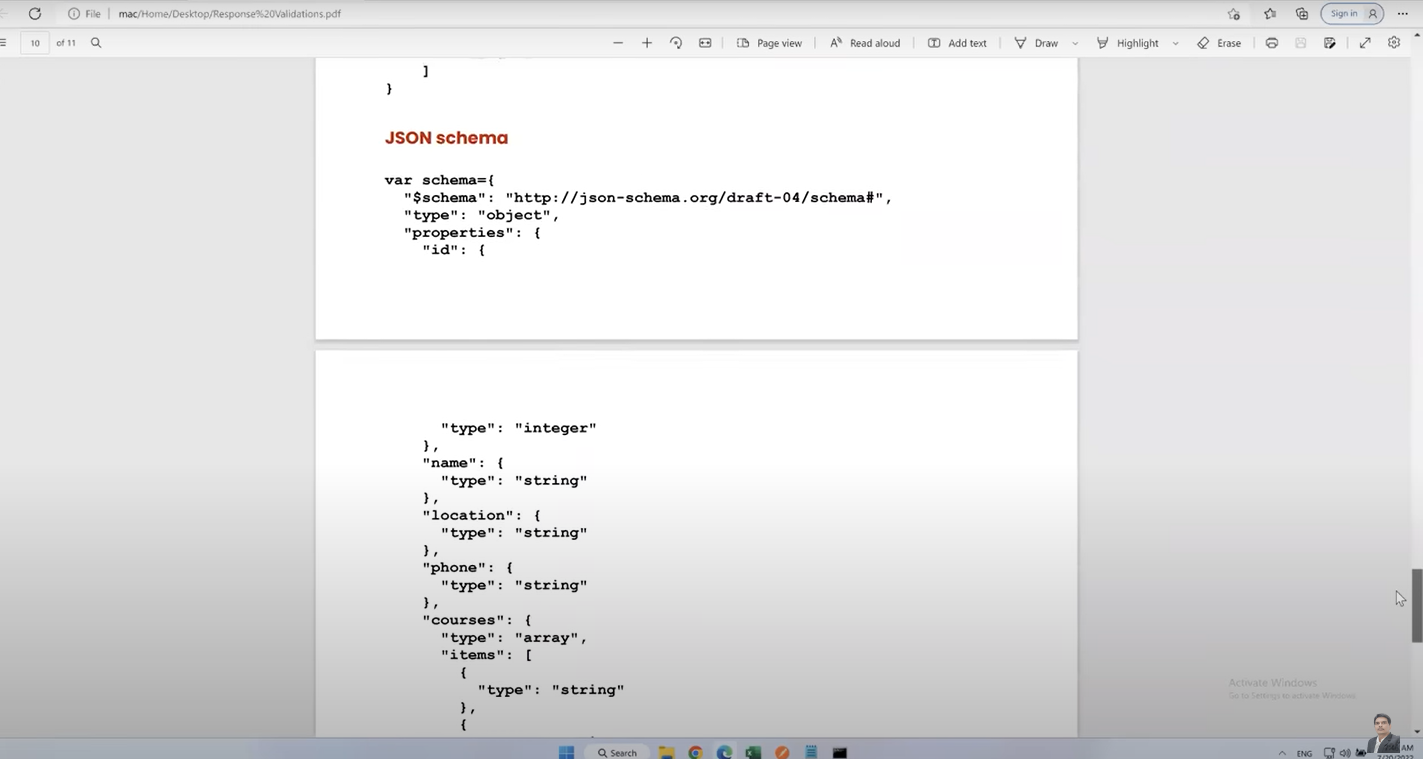 File
mac/Home/Desktop/Response%20Validations.pdf
Sign in
10
of 11
Page view
Read aloud
Add text
Draw
Highlight
Erase
]
}
JSON schema
var schema={
"$schema": "http://json-schema.org/draft-04/schema#",
"type": "object",
"properties": {
"id": {
"type": "integer"
},
"name": {
"type": "string"
},
"location": {
"type": "string"
},
"phone": {
"type": "string"
},
"courses": {
"type": "array",
"items": [
{
"type": "string"
},
{
Activate Windows
Go to Settings to activate Windows.
Search
ENG
AM
7/20/2022